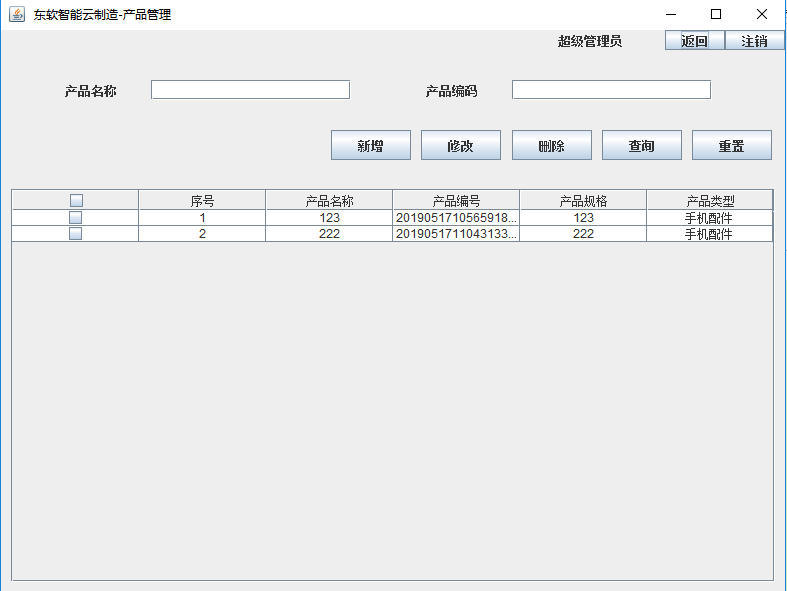 东软智能云制造-产品管理
超级管理员 返回 注销
产品名称 产品编码
新增 修改 删除 查询 重置
序号 产品名称 产品编号 产品规格 产品类型
1 123 2019051710565918... 123 手机配件
2 222 2019051711043133... 222 手机配件